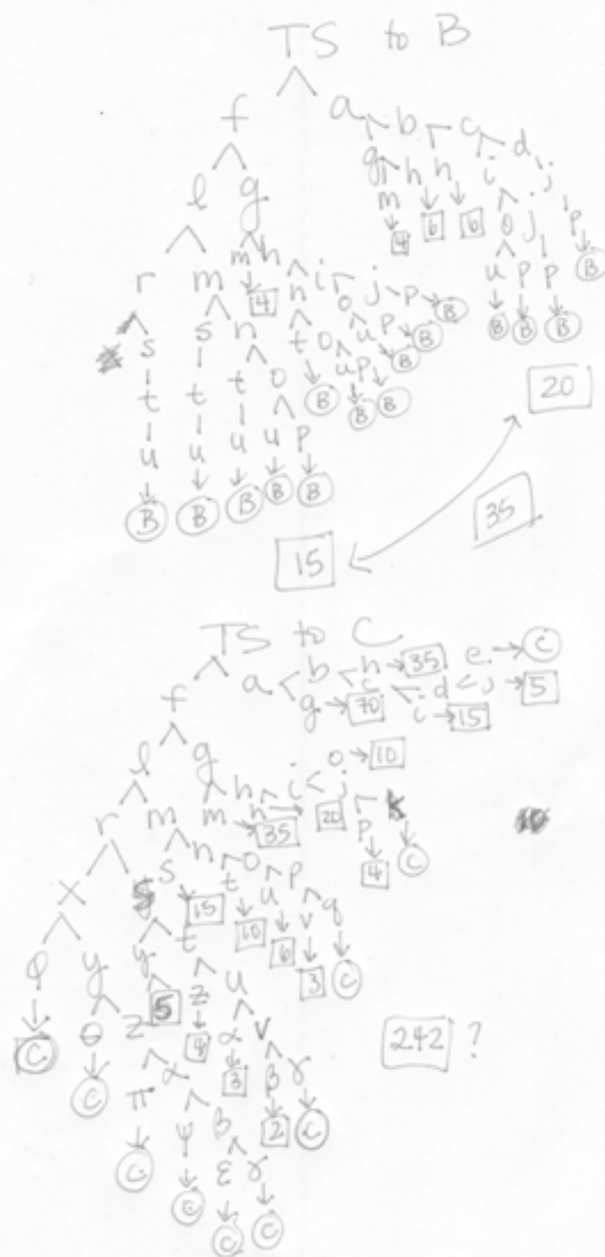 TS to B
f a b c d
l g g h h i j
m
r m m h i j p
4 6 6 o j p
4 n o
u p p B
s s n t o u p B
B B B
t t t o u p B
B B B
20
u u u u p
B B B B B
35
15
TS to C
b h 35 e C
f a c d j 5
g 70 i 15
l g o 10
h i j
r m m 35 20 k
p
4 C
x s n o p
15 t u v q
φ y y t 10 6 3 C
5 z u
C θ z 4 α v 242 ?
C π α 3 β γ
C ψ β 2 C
C ε γ
C C